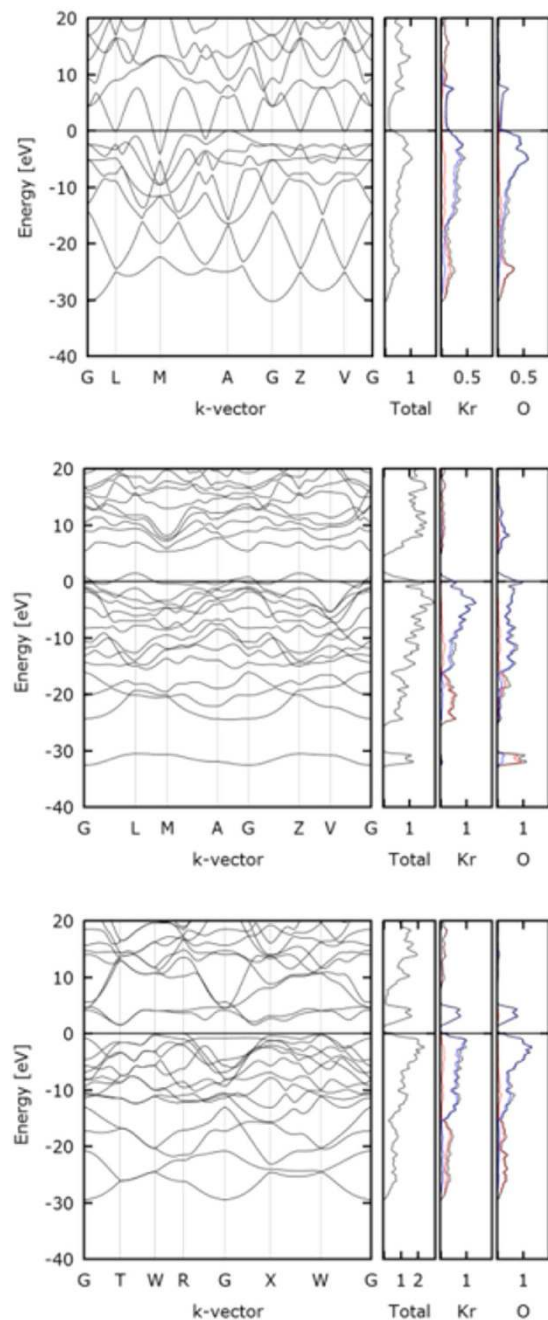 20
10
0
-10
-20
-30
-40
Energy [eV]
G L M A G Z V G
k-vector
1
Total
0.5
Kr
0.5
O
20
10
0
-10
-20
-30
-40
Energy [eV]
G L M A G Z V G
k-vector
1
Total
1
Kr
1
O
20
10
0
-10
-20
-30
-40
Energy [eV]
G T W R G X W G
k-vector
1 2
Total
1
Kr
1
O